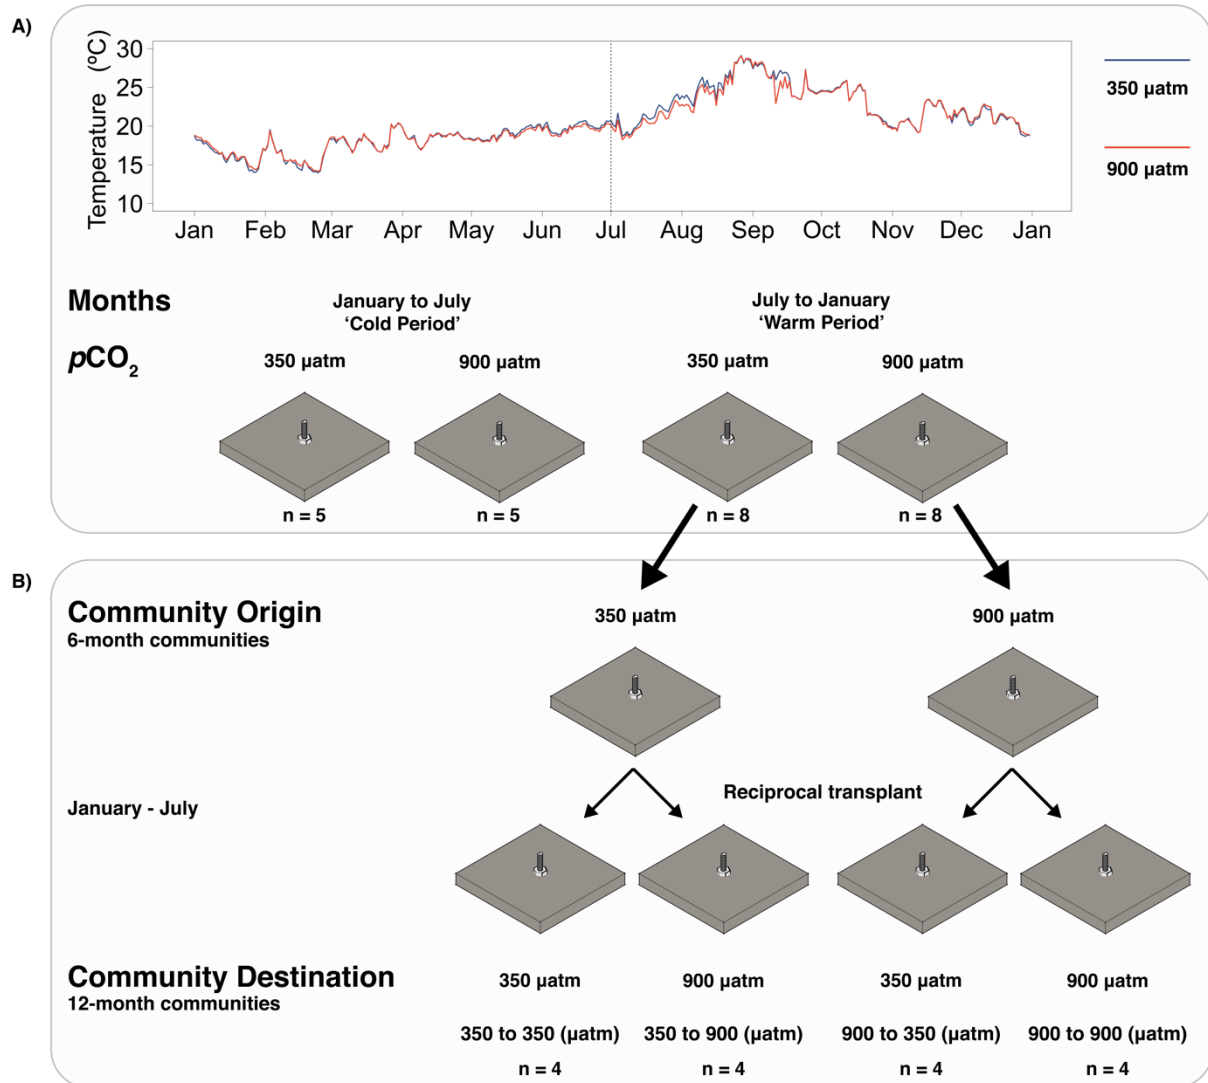 A)
Temperature (ºC)
30
25
20
15
10
Jan Feb Mar Apr May Jun Jul Aug Sep Oct Nov Dec Jan
350 µatm
900 µatm
Months
January to July
‘Cold Period’
July to January
‘Warm Period’
pCO2
350 µatm 900 µatm 350 µatm 900 µatm
n = 5 n = 5 n = 8 n = 8
B)
Community Origin
6-month communities
350 µatm 900 µatm
January - July
Reciprocal transplant
Community Destination
12-month communities
350 µatm 900 µatm 350 µatm 900 µatm
350 to 350 (µatm) 350 to 900 (µatm) 900 to 350 (µatm) 900 to 900 (µatm)
n = 4 n = 4 n = 4 n = 4